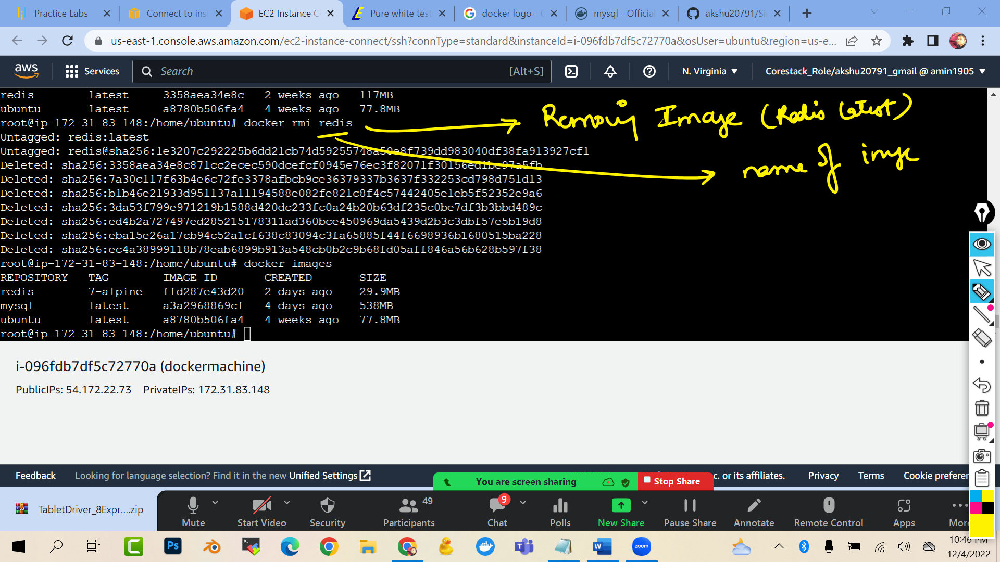 Practice Labs
Connect to inst
EC2 Instance C
Pure white test
docker logo -
mysql - Official
akshu20791/Si
us-east-1.console.aws.amazon.com/ec2-instance-connect/ssh?connType=standard&instanceId=i-096fdb7df5c72770a&osUser=ubuntu&region=us-e...
aws
Services
Search
[Alt+S]
N. Virginia
Corestack_Role/akshu20791_gmail @ amin1905
redis latest 3358aea34e8c 2 weeks ago 117MB
ubuntu latest a8780b506fa4 4 weeks ago 77.8MB
root@ip-172-31-83-148:/home/ubuntu# docker rmi redis
Removing Image (Redis latest)
Untagged: redis:latest
Untagged: redis@sha256:1e3207c292225b6dd21cb74d59255748a50e8f739dd983040df38fa913927cf1
name of image
Deleted: sha256:3358aea34e8c871cc2ecec590dcefcf0945e76ec3f82071f30156ed1bc97a5fb
Deleted: sha256:7a30c117f63b4e6c72fe3378afbcb9ce36379337b3637f332253cd798d751d13
Deleted: sha256:b1b46e21933d951137a11194588e082fe821c8f4c57442405e1eb5f52352e9a6
Deleted: sha256:3da53f799e971219b1588d420dc233fc0a24b20b63df235c0be7df3b3bbd489c
Deleted: sha256:ed4b2a727497ed285215178311ad360bce450969da5439d2b3c3dbf57e5b19d8
Deleted: sha256:eba15e26a17cb94c52a1cf638c83094c3fa65885f44f6698936b1680515ba228
Deleted: sha256:ec4a38999118b78eab6899b913a548cb0b2c9b68fd05aff846a56b628b597f38
root@ip-172-31-83-148:/home/ubuntu# docker images
REPOSITORY TAG IMAGE ID CREATED SIZE
redis 7-alpine ffd287e43d20 2 days ago 29.9MB
mysql latest a3a2968869cf 4 days ago 538MB
ubuntu latest a8780b506fa4 4 weeks ago 77.8MB
root@ip-172-31-83-148:/home/ubuntu#
i-096fdb7df5c72770a (dockermachine)
PublicIPs: 54.172.22.73 PrivateIPs: 172.31.83.148
Feedback
Looking for language selection? Find it in the new Unified Settings
c. or its affiliates.
Privacy
Terms
Cookie preferen
You are screen sharing
Stop Share
TabletDriver_8Expr....zip
Mute
Start Video
Security
Participants
49
Chat
9
Polls
New Share
Pause Share
Annotate
Remote Control
Apps
Mor
Ps
W
zoom
10:46 PM
12/4/2022